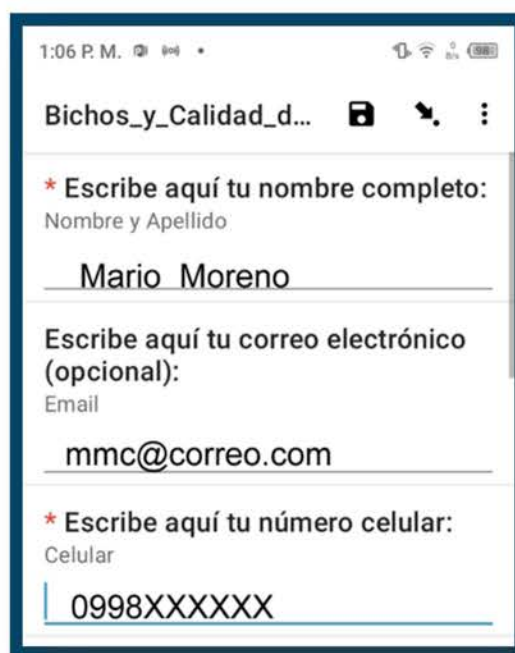 1:06 P. M.
98
Bichos_y_Calidad_d...
* Escribe aquí tu nombre completo:
Nombre y Apellido
Mario Moreno
Escribe aquí tu correo electrónico
(opcional):
Email
mmc@correo.com
* Escribe aquí tu número celular:
Celular
0998XXXXXX